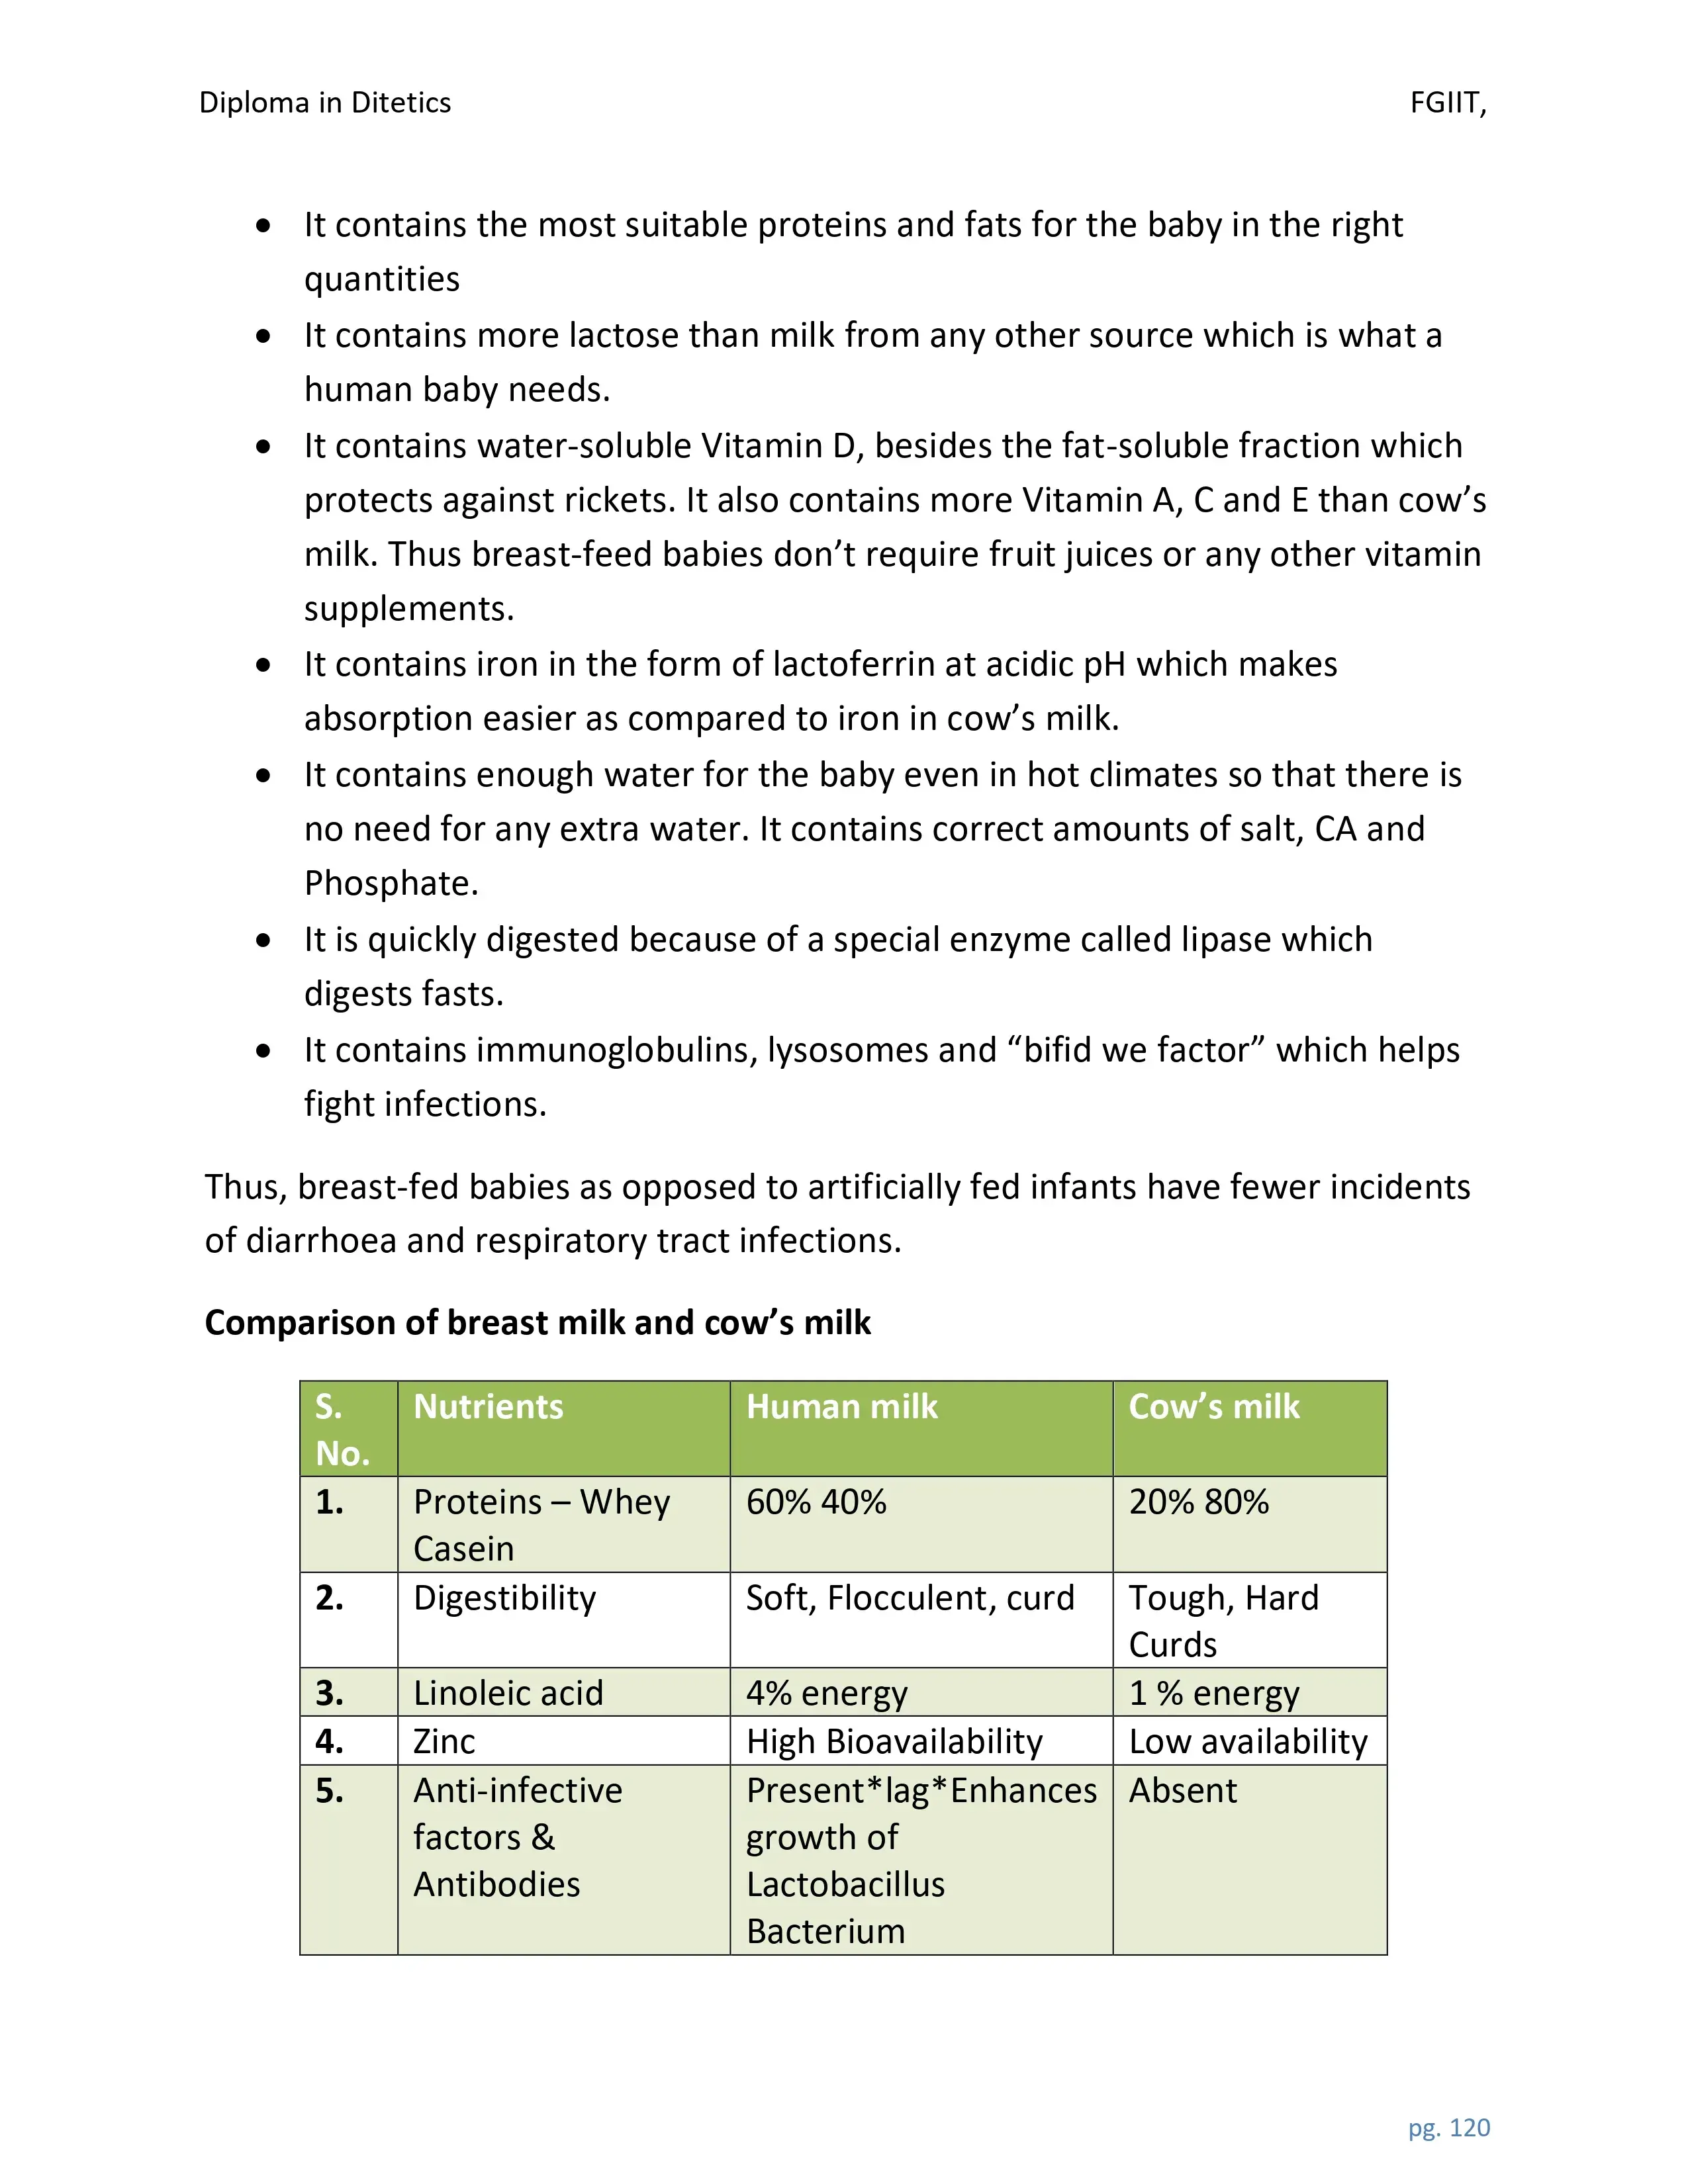 Diploma in Ditetics FGIIT,
• It contains the most suitable proteins and fats for the baby in the right
quantities
• It contains more lactose than milk from any other source which is what a
human baby needs.
• It contains water-soluble Vitamin D, besides the fat-soluble fraction which
protects against rickets. It also contains more Vitamin A, C and E than cow’s
milk. Thus breast-feed babies don’t require fruit juices or any other vitamin
supplements.
• It contains iron in the form of lactoferrin at acidic pH which makes
absorption easier as compared to iron in cow’s milk.
• It contains enough water for the baby even in hot climates so that there is
no need for any extra water. It contains correct amounts of salt, CA and
Phosphate.
• It is quickly digested because of a special enzyme called lipase which
digests fasts.
• It contains immunoglobulins, lysosomes and “bifid we factor” which helps
fight infections.
Thus, breast-fed babies as opposed to artificially fed infants have fewer incidents
of diarrhoea and respiratory tract infections.
Comparison of breast milk and cow’s milk
S. Nutrients Human milk Cow’s milk
No.
1. Proteins – Whey 60% 40% 20% 80%
Casein
2. Digestibility Soft, Flocculent, curd Tough, Hard
Curds
3. Linoleic acid 4% energy 1 % energy
4. Zinc High Bioavailability Low availability
5. Anti-infective Present*lag*Enhances Absent
factors & growth of
Antibodies Lactobacillus
Bacterium
pg. 120